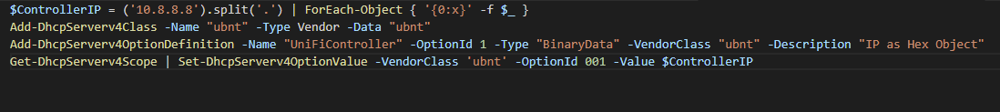 $ControllerIP = ('10.8.8.8').split('.') | ForEach-Object { '{0:x}' -f $_ }
Add-DhcpServerv4Class -Name "ubnt" -Type Vendor -Data "ubnt"
Add-DhcpServerv4OptionDefinition -Name "UniFiController" -OptionId 1 -Type "BinaryData" -VendorClass "ubnt" -Description "IP as Hex Object"
Get-DhcpServerv4Scope | Set-DhcpServerv4OptionValue -VendorClass 'ubnt' -OptionId 001 -Value $ControllerIP